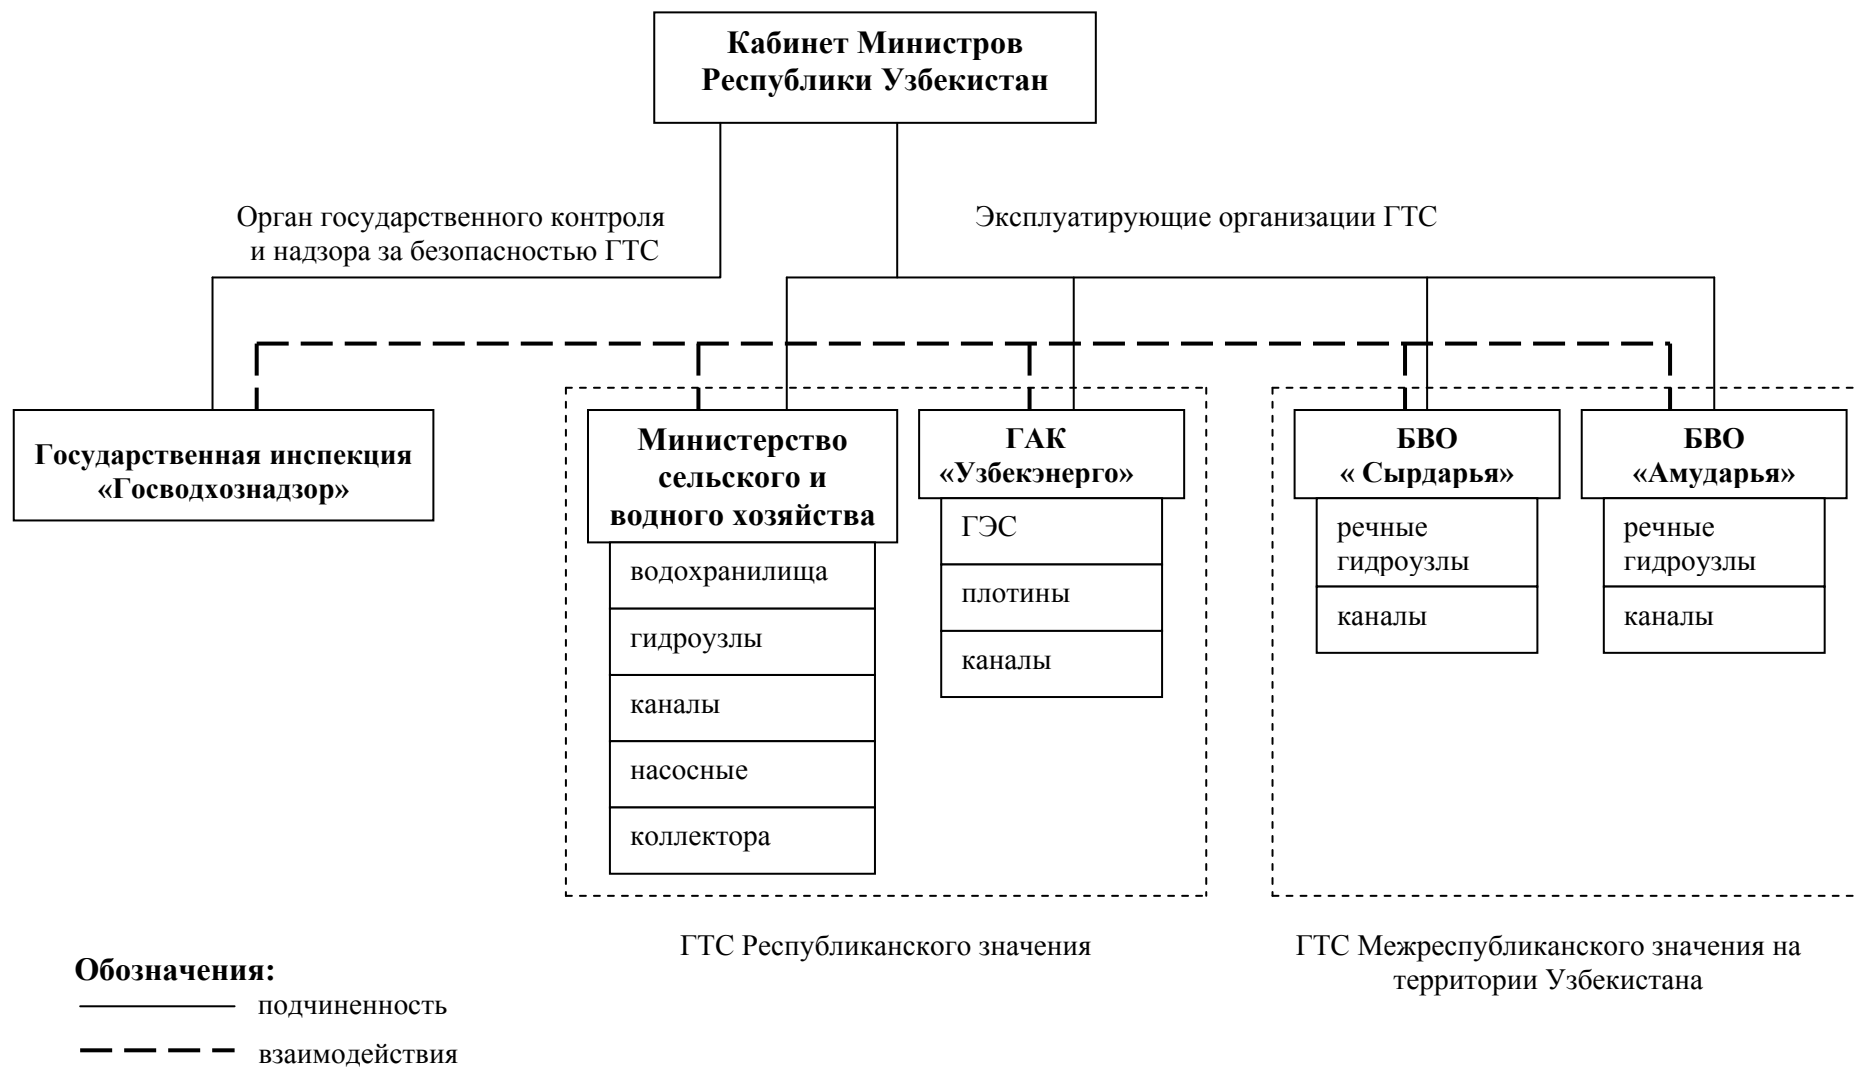 Кабинет Министров
Республики Узбекистан
Орган государственного контроля
и надзора за безопасностью ГТС
Эксплуатирующие организации ГТС
Государственная инспекция
«Госводхознадзор»
Министерство
сельского и
водного хозяйства
водохранилища
гидроузлы
каналы
насосные
коллектора
ГАК
«Узбекэнерго»
ГЭС
плотины
каналы
БВО
« Сырдарья»
речные
гидроузлы
каналы
БВО
«Амударья»
речные
гидроузлы
каналы
ГТС Республиканского значения
ГТС Межреспубликанского значения на
территории Узбекистана
Обозначения:
подчиненность
взаимодействия